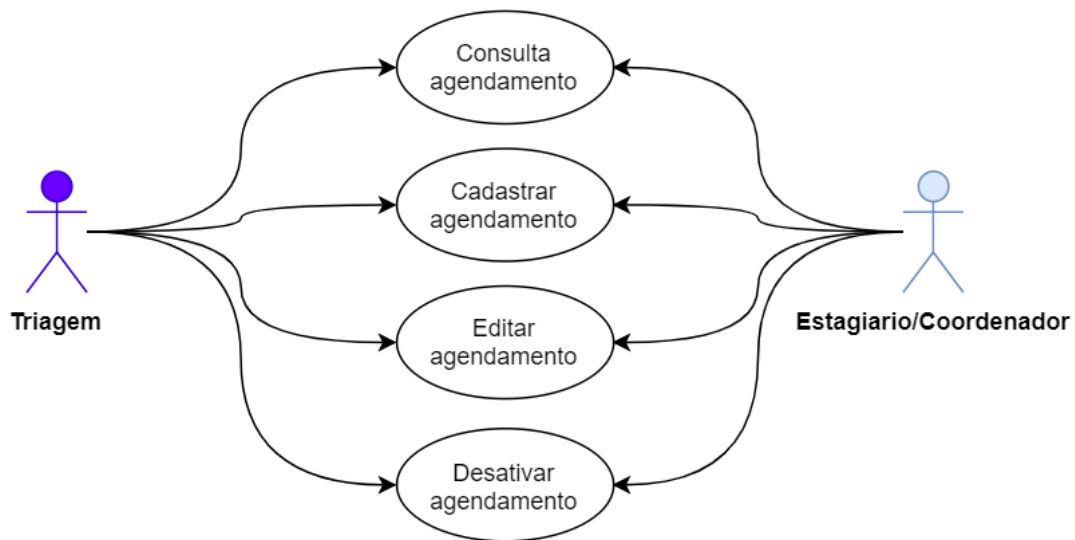 Consulta
agendamento
Cadastrar
agendamento
Triagem
Estagiario/Coordenador
Editar
agendamento
Desativar
agendamento